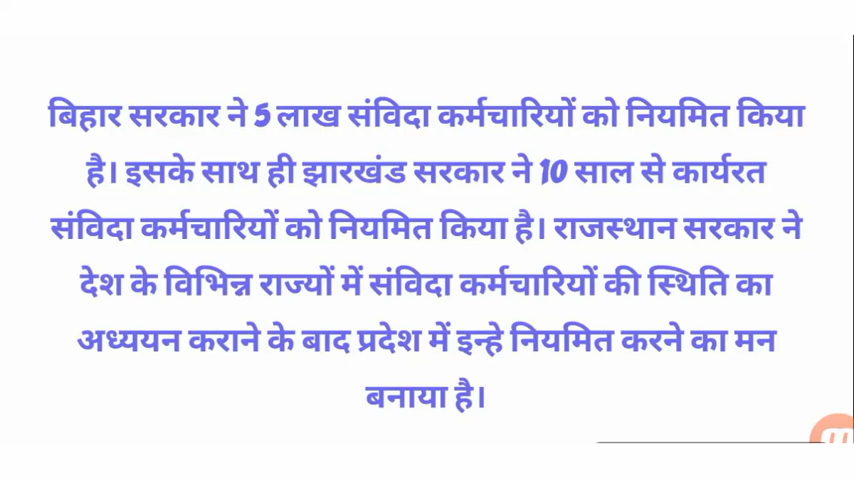 बिहार सरकार ने 5 लाख संविदा कर्मचारियों को नियमित किया
है। इसके साथ ही झारखंड सरकार ने 10 साल से कार्यरत
संविदा कर्मचारियों को नियमित किया है। राजस्थान सरकार ने
देश के विभिन्न राज्यों में संविदा कर्मचारियों की स्थिति का
अध्ययन कराने के बाद प्रदेश में इन्हे नियमित करने का मन
बनाया है।